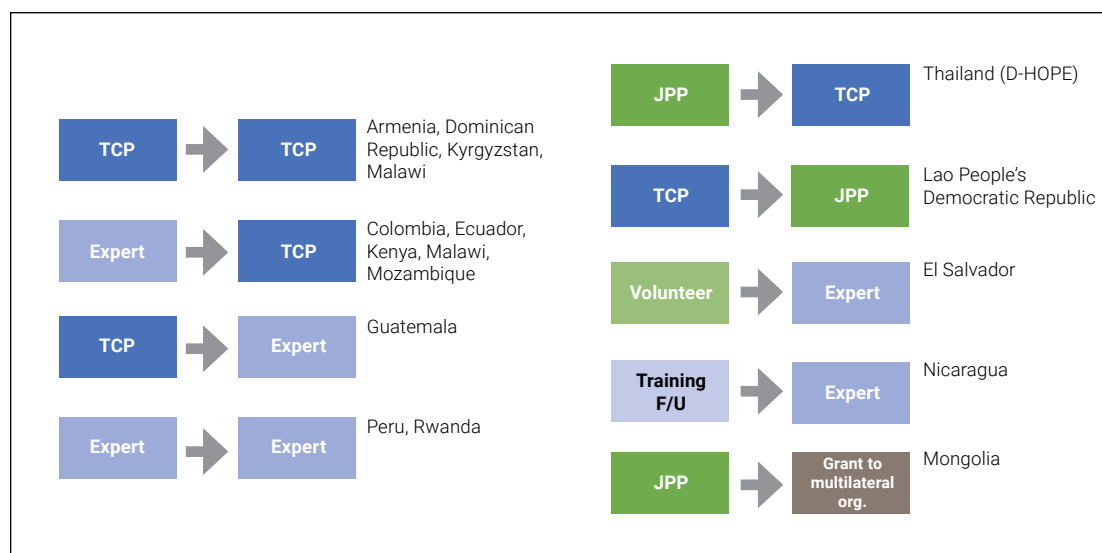 TCP
TCP
Armenia, Dominican
Republic, Kyrgyzstan,
Malawi
Expert
TCP
Colombia, Ecuador,
Kenya, Malawi,
Mozambique
TCP
Expert
Guatemala
Expert
Expert
Peru, Rwanda
JPP
TCP
Thailand (D-HOPE)
TCP
JPP
Lao People’s
Democratic Republic
Volunteer
Expert
El Salvador
Training
F/U
Expert
Nicaragua
JPP
Grant to
multilateral
org.
Mongolia